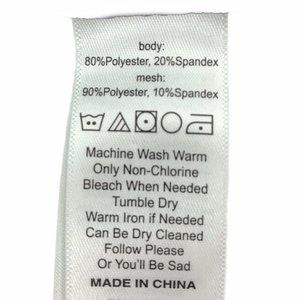 body:
80%Polyester, 20%Spandex
mesh:
90%Polyester, 10%Spandex
Machine Wash Warm
Only Non-Chlorine
Bleach When Needed
Tumble Dry
Warm Iron if Needed
Can Be Dry Cleaned
Follow Please
Or You'll Be Sad
MADE IN CHINA